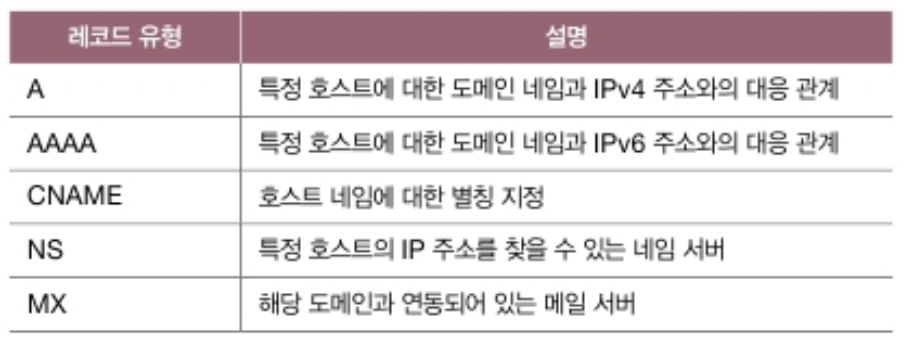 레코드 유형 설명
A 특정 호스트에 대한 도메인 네임과 IPv4 주소와의 대응 관계
AAAA 특정 호스트에 대한 도메인 네임과 IPv6 주소와의 대응 관계
CNAME 호스트 네임에 대한 별칭 지정
NS 특정 호스트의 IP 주소를 찾을 수 있는 네임 서버
MX 해당 도메인과 연동되어 있는 메일 서버